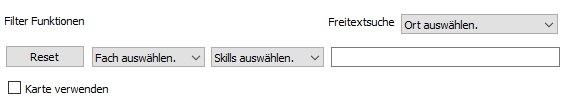 Filter Funktionen
Freitextsuche
Ort auswählen.
Reset
Fach auswählen.
Skills auswählen.
Karte verwenden